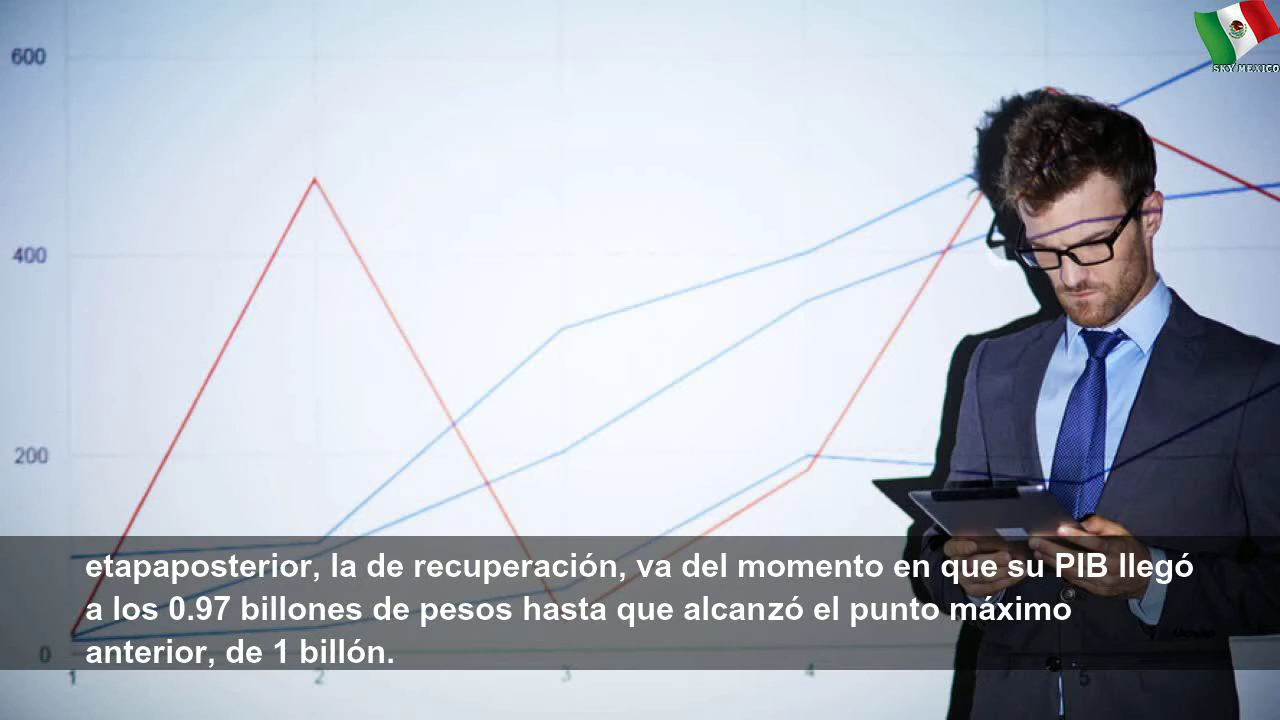 SKY MEXICO
600
400
200
0
1
2
3
4
5
etapaposterior, la de recuperación, va del momento en que su PIB llegó
a los 0.97 billones de pesos hasta que alcanzó el punto máximo
anterior, de 1 billón.